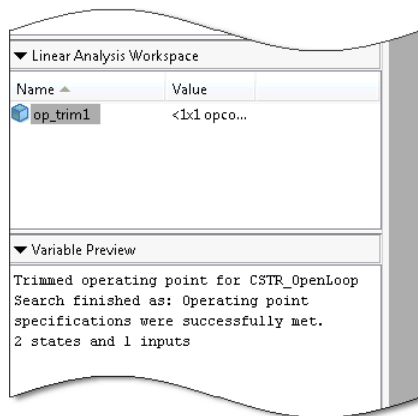 Linear Analysis Workspace
Name Value
op_trim1 <1x1 opco...
Variable Preview
Trimmed operating point for CSTR_OpenLoop
Search finished as: Operating point
specifications were successfully met.
2 states and 1 inputs